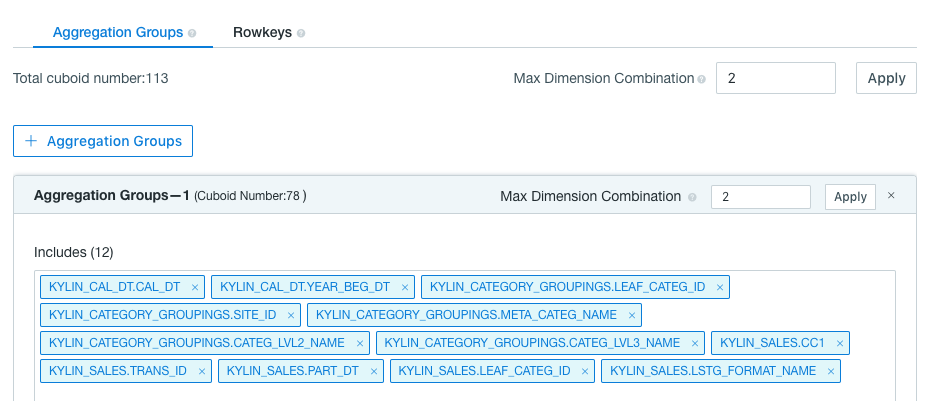 Aggregation Groups Rowkeys
Total cuboid number:113 Max Dimension Combination 2 Apply
+ Aggregation Groups
Aggregation Groups—1 (Cuboid Number:78 ) Max Dimension Combination 2 Apply ×
Includes (12)
KYLIN_CAL_DT.CAL_DT × KYLIN_CAL_DT.YEAR_BEG_DT × KYLIN_CATEGORY_GROUPINGS.LEAF_CATEG_ID ×
KYLIN_CATEGORY_GROUPINGS.SITE_ID × KYLIN_CATEGORY_GROUPINGS.META_CATEG_NAME ×
KYLIN_CATEGORY_GROUPINGS.CATEG_LVL2_NAME × KYLIN_CATEGORY_GROUPINGS.CATEG_LVL3_NAME × KYLIN_SALES.CC1 ×
KYLIN_SALES.TRANS_ID × KYLIN_SALES.PART_DT × KYLIN_SALES.LEAF_CATEG_ID × KYLIN_SALES.LSTG_FORMAT_NAME ×